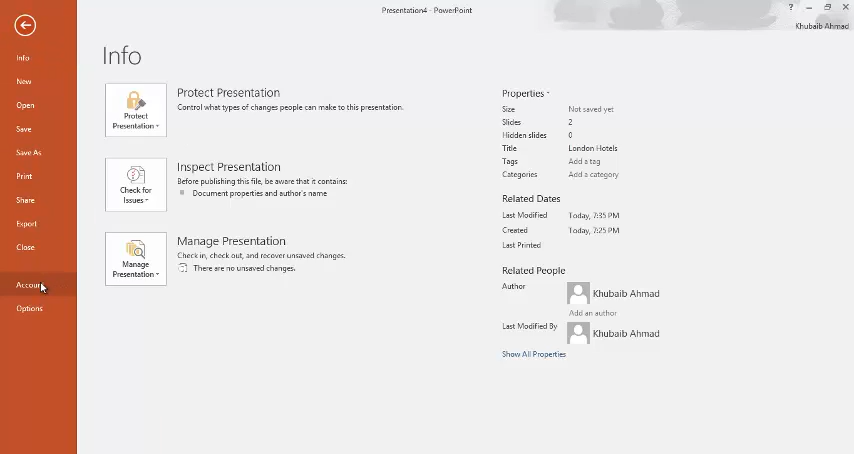 Presentation4 - PowerPoint
?
Khubaib Ahmad
Info
New
Open
Save
Save As
Print
Share
Export
Close
Account
Options
Info
Protect Presentation
Protect Presentation
Control what types of changes people can make to this presentation.
Check for Issues
Inspect Presentation
Before publishing this file, be aware that it contains:
Document properties and author's name
Manage Presentation
Manage Presentation
Check in, check out, and recover unsaved changes.
There are no unsaved changes.
Properties
Size Not saved yet
Slides 2
Hidden slides 0
Title London Hotels
Tags Add a tag
Categories Add a category
Related Dates
Last Modified Today, 7:35 PM
Created Today, 7:25 PM
Last Printed
Related People
Author Khubaib Ahmad
Add an author
Last Modified By Khubaib Ahmad
Show All Properties